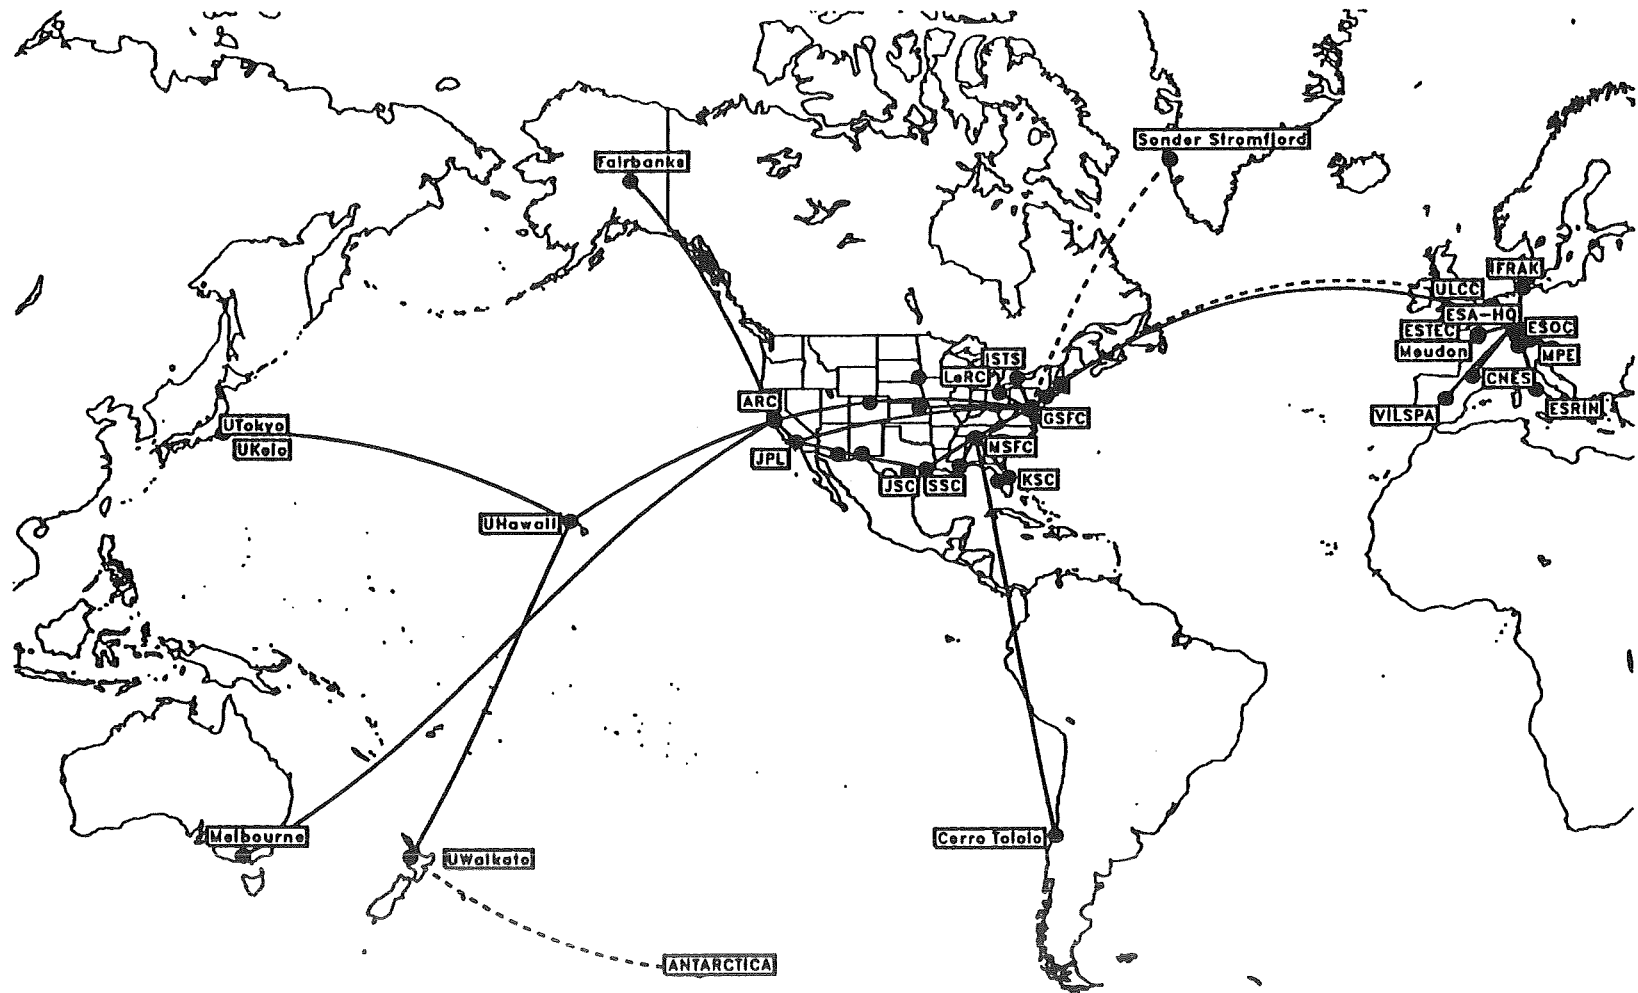 Sonder Stromfjord
Fairbanks
IFRAK
ULCC
ESA-HQ
ESTEC
ESOC
Meudon
MPE
ISTS
LeRC
CNES
ARC
VILSPA
ESRIN
GSFC
UTokyo
UKelo
MSFC
JPL
JSC
SSC
KSC
UHawaii
Melbourne
Cerro Tololo
UWaikato
ANTARCTICA